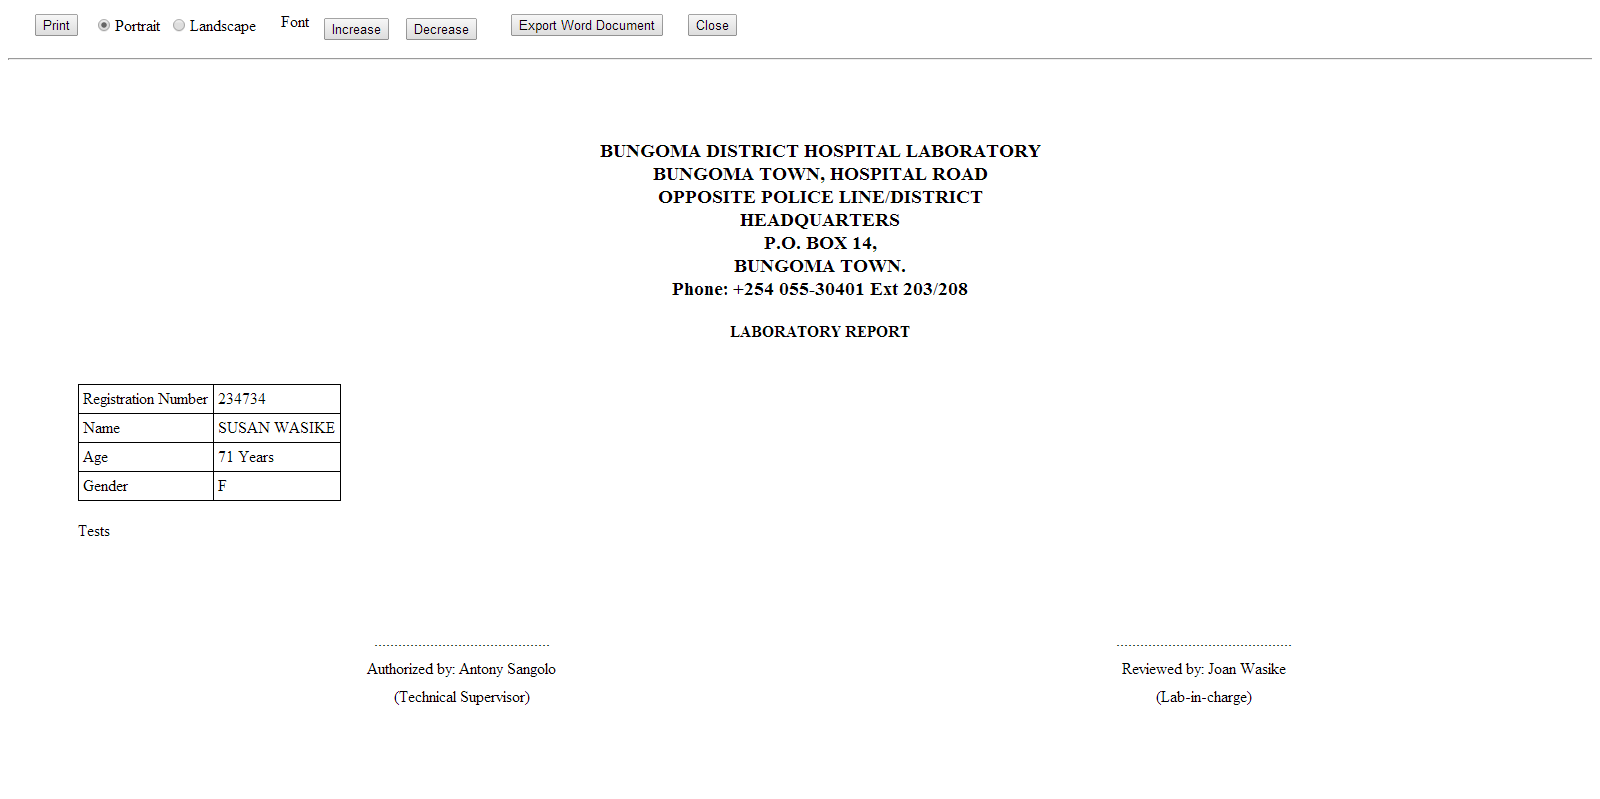 Print Portrait Landscape Font Increase Decrease Export Word Document Close
BUNGOMA DISTRICT HOSPITAL LABORATORY
BUNGOMA TOWN, HOSPITAL ROAD
OPPOSITE POLICE LINE/DISTRICT
HEADQUARTERS
P.O. BOX 14,
BUNGOMA TOWN.
Phone: +254 055-30401 Ext 203/208
LABORATORY REPORT
Registration Number 234734
Name SUSAN WASIKE
Age 71 Years
Gender F
Tests
Authorized by: Antony Sangolo Reviewed by: Joan Wasike
(Technical Supervisor) (Lab-in-charge)